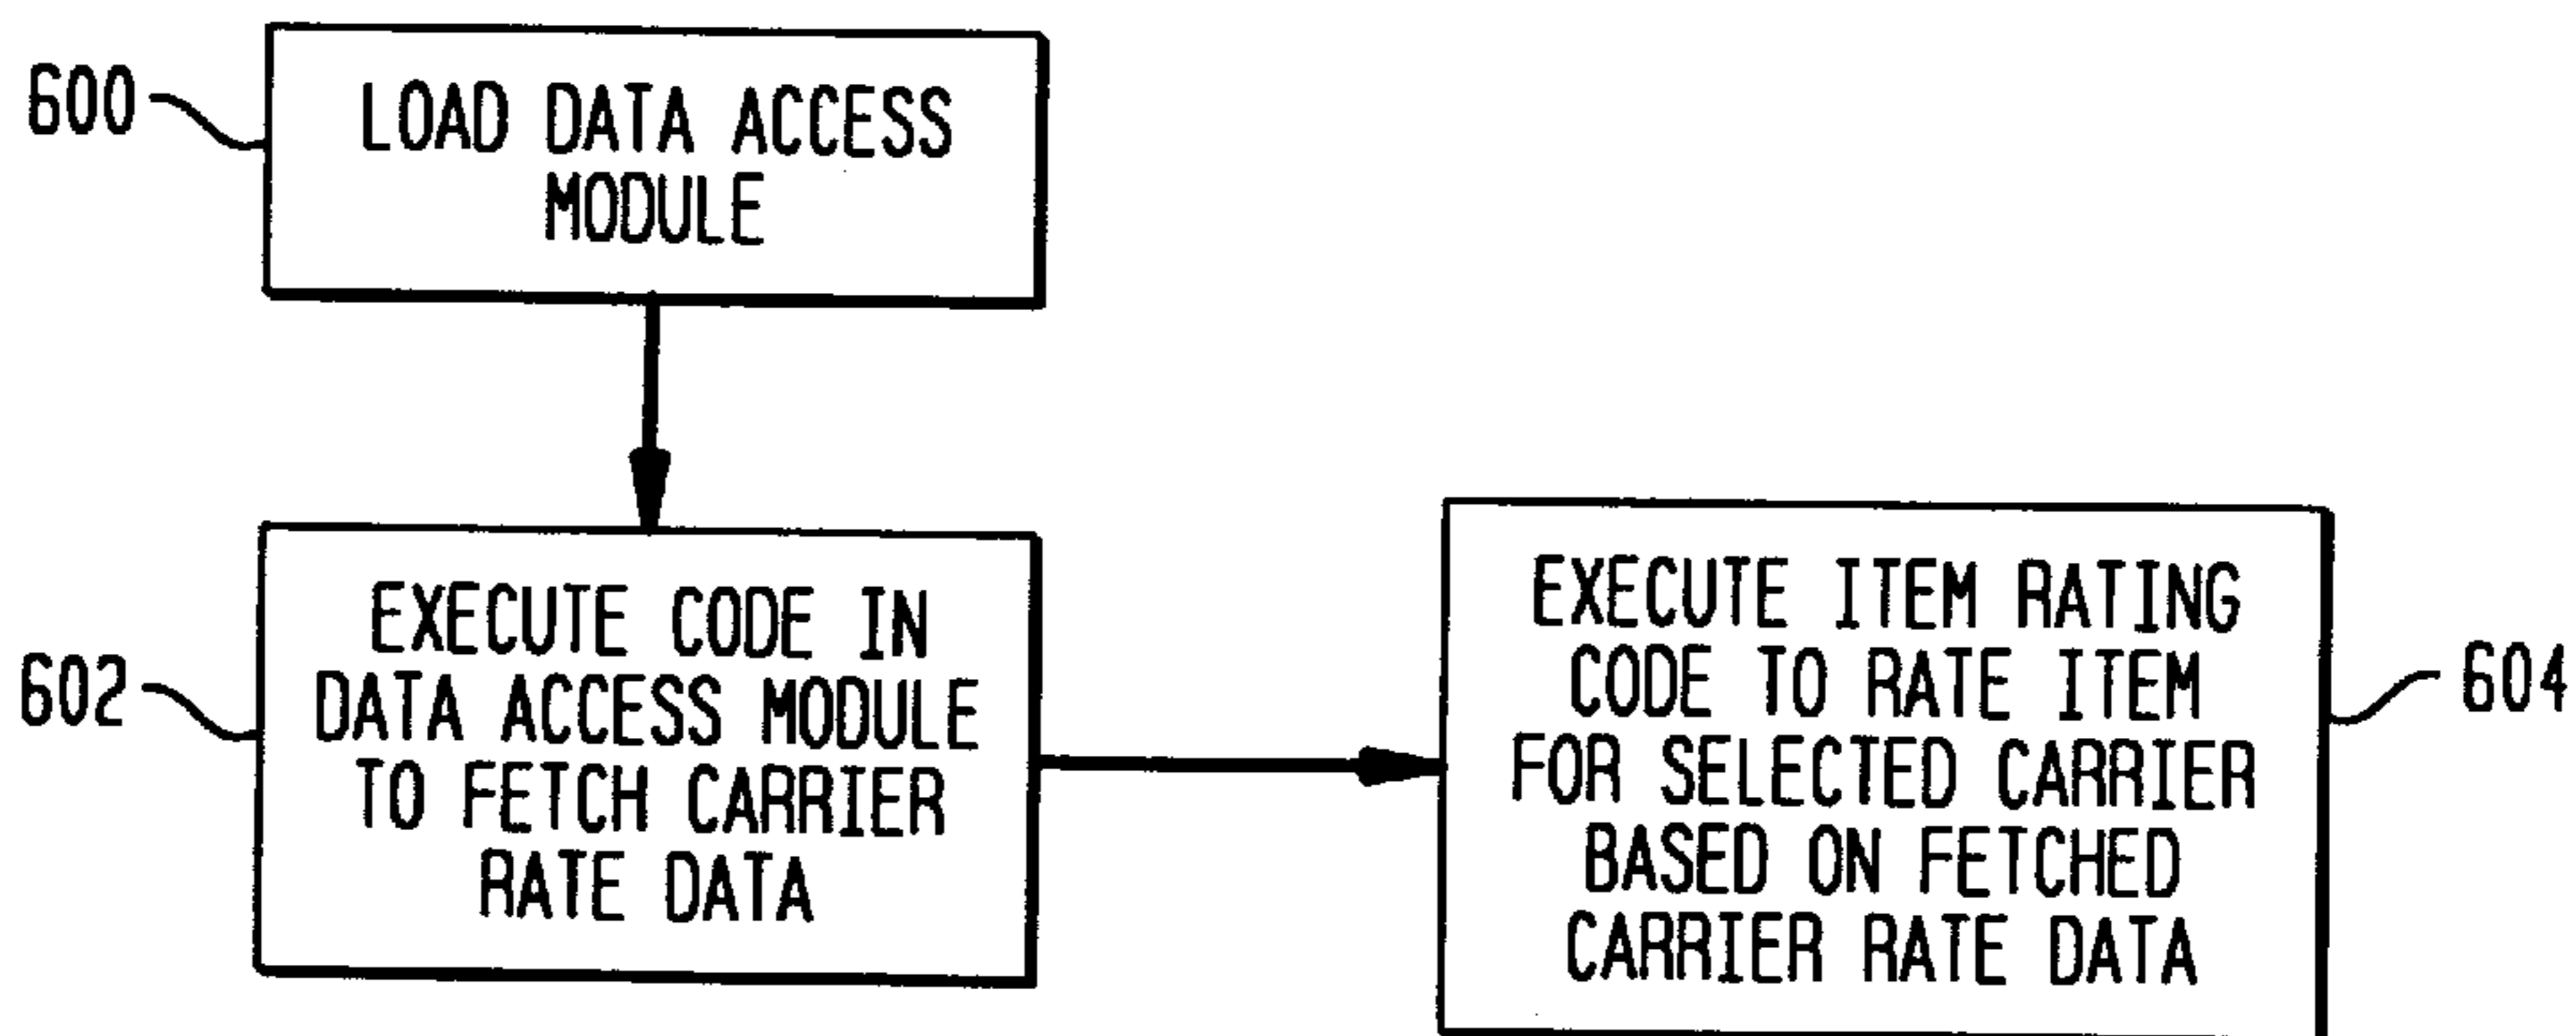 600
LOAD DATA ACCESS
MODULE
602
EXECUTE CODE IN
DATA ACCESS MODULE
TO FETCH CARRIER
RATE DATA
EXECUTE ITEM RATING
CODE TO RATE ITEM
FOR SELECTED CARRIER
BASED ON FETCHED
CARRIER RATE DATA
604